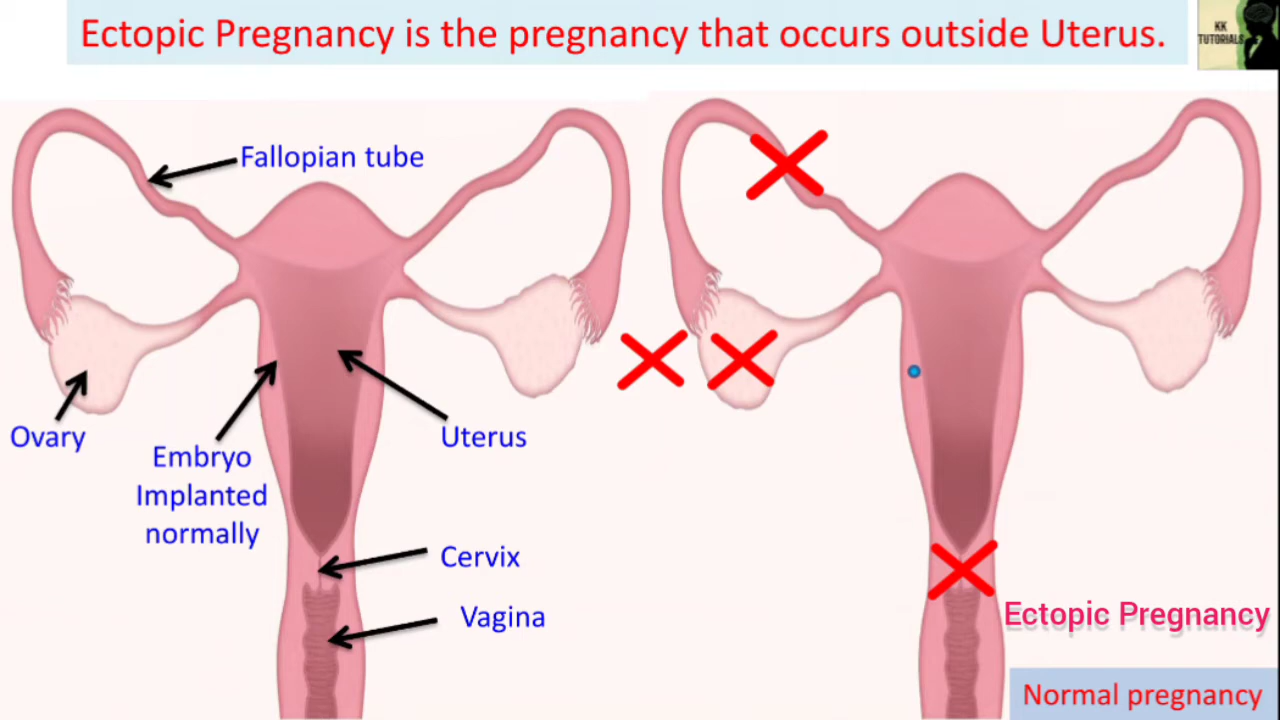 Ectopic Pregnancy is the pregnancy that occurs outside Uterus.
KK
TUTORIALS
Fallopian tube
Ovary
Embryo
Implanted
normally
Uterus
Cervix
Vagina
Ectopic Pregnancy
Normal pregnancy